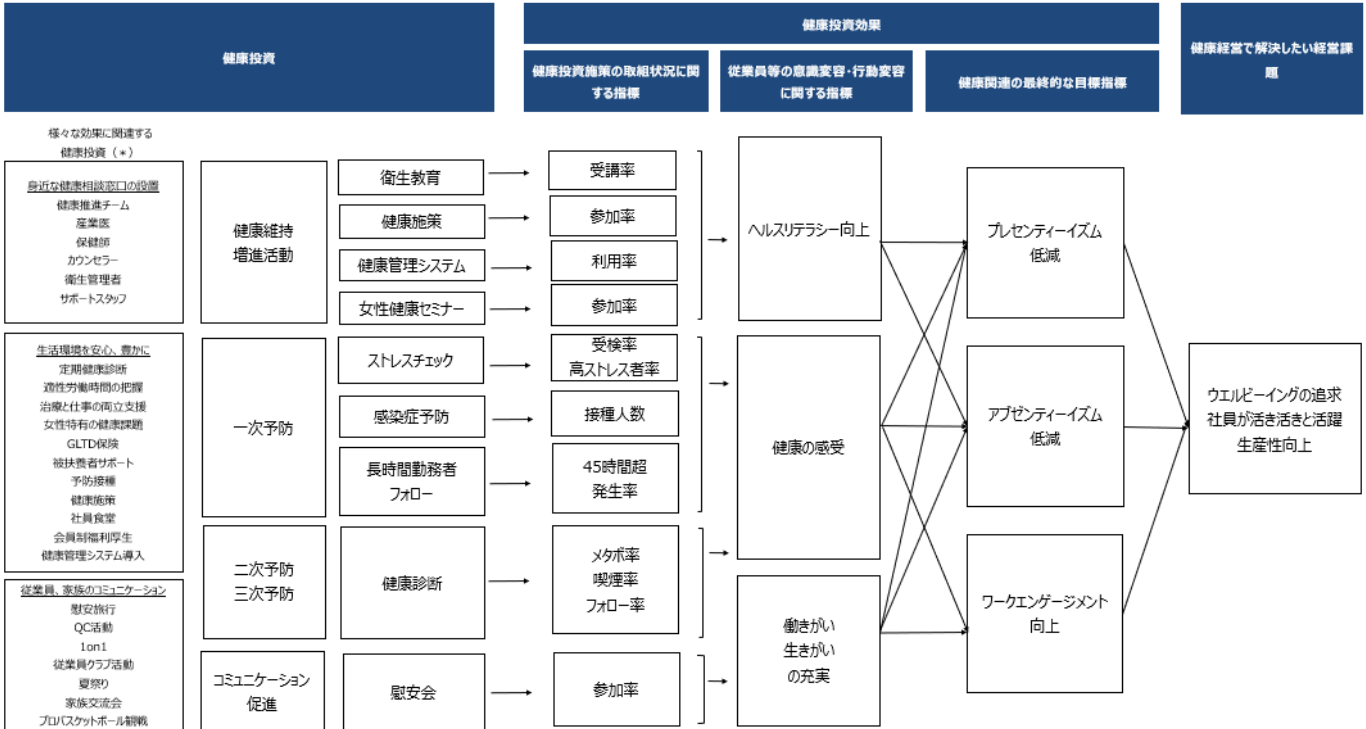 健康投資
健康投資効果
健康経営で解決したい経営課
題
健康投資施策の取組状況に関
する指標
従業員等の意識変容・行動変容
に関する指標
健康関連の最終的な目標指標
様々な効果に関連する
健康投資（＊）
身近な健康相談窓口の設置
健康推進チーム
産業医
保健師
カウンセラー
衛生管理者
サポートスタッフ
生活環境を安心、豊かに
定期健康診断
適性労働時間の把握
治療と仕事の両立支援
女性特有の健康課題
GLTD保険
被扶養者サポート
予防接種
健康施策
社員食堂
会員制福利厚生
健康管理システム導入
従業員、家族のコミュニケーション
慰安旅行
QC活動
1on1
従業員クラブ活動
夏祭り
家族交流会
プロバスケットボール観戦
健康維持
増進活動
一次予防
二次予防
三次予防
コミュニケーション
促進
衛生教育
健康施策
健康管理システム
女性健康セミナー
ストレスチェック
感染症予防
長時間勤務者
フォロー
健康診断
慰安会
受講率
参加率
利用率
参加率
受検率
高ストレス者率
接種人数
45時間超
発生率
メタボ率
喫煙率
フォロー率
参加率
ヘルスリテラシー向上
健康の感受
働きがい
生きがい
の充実
プレゼンティーイズム
低減
アブゼンティーイズム
低減
ワークエンゲージメント
向上
ウエルビーイングの追求
社員が活き活きと活躍
生産性向上